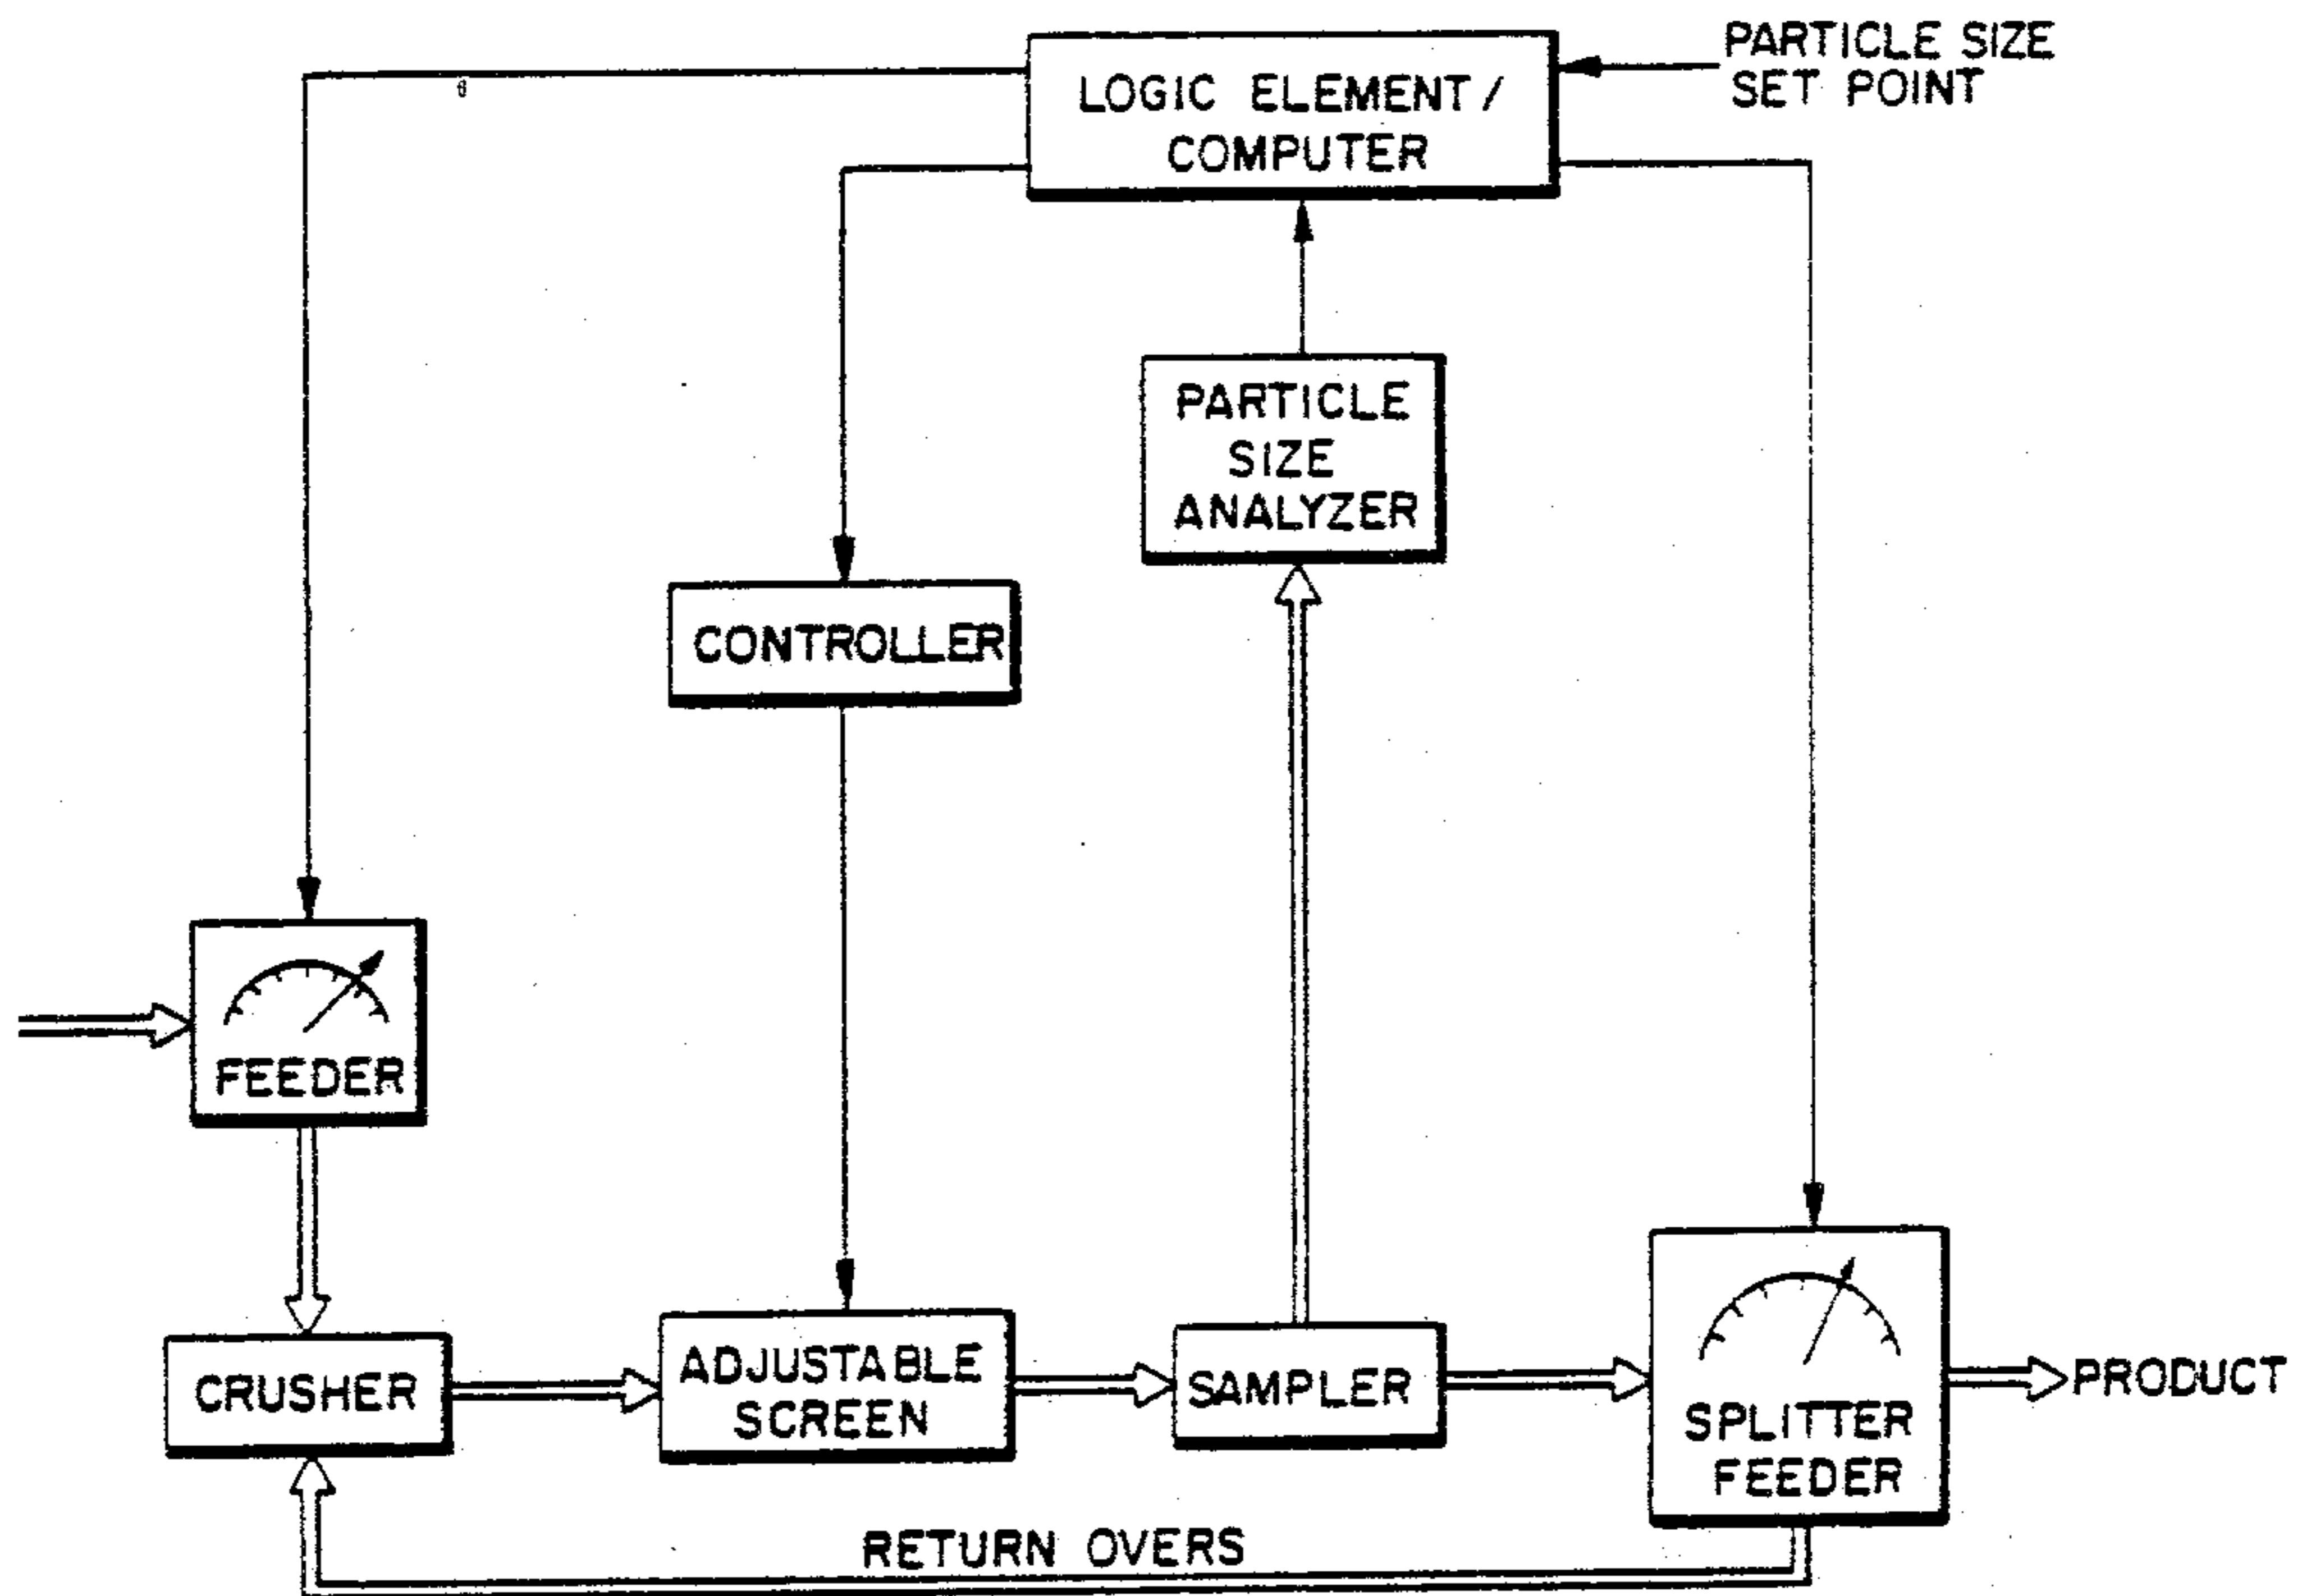 PARTICLE SIZE
SET POINT
LOGIC ELEMENT/
COMPUTER
PARTICLE
SIZE
ANALYZER
CONTROLLER
FEEDER
CRUSHER
ADJUSTABLE
SCREEN
SAMPLER
SPLITTER
FEEDER
PRODUCT
RETURN OVERS